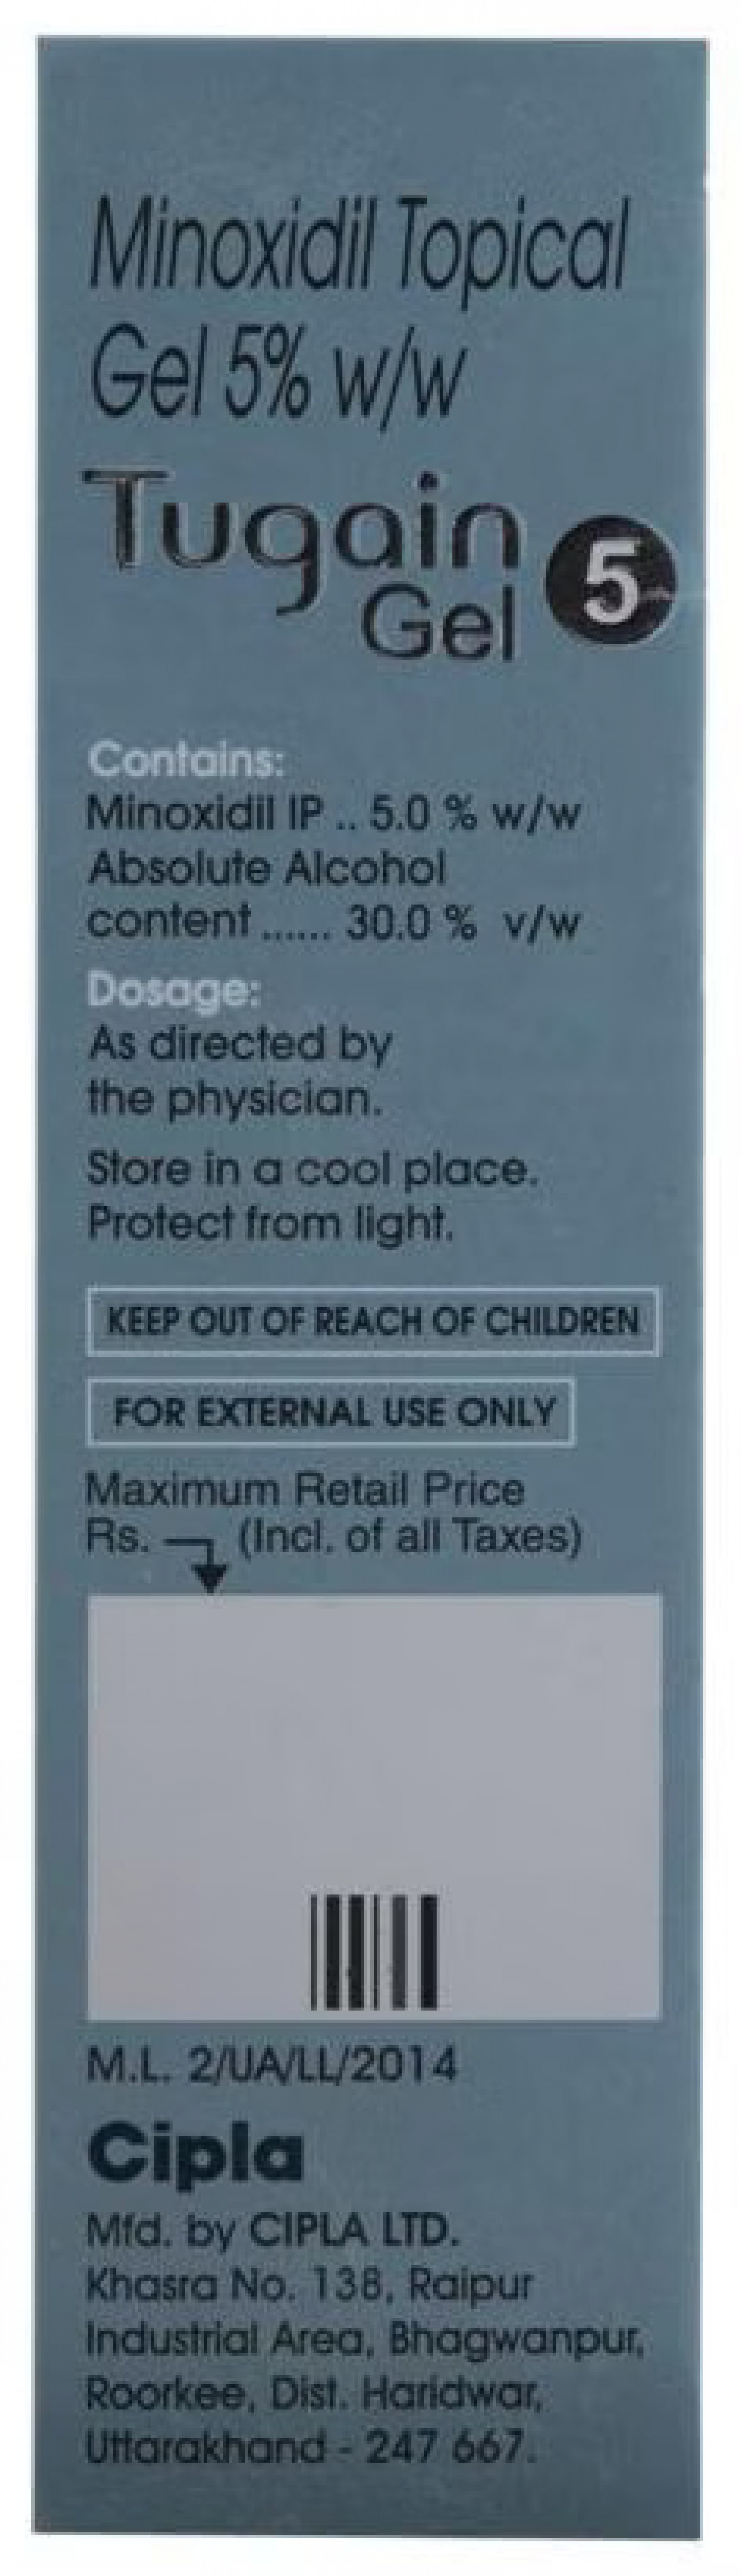 Minoxidil Topical
Gel 5% w/w
Tugain
Gel 5
Contains:
Minoxidil IP .. 5.0 % w/w
Absolute Alcohol
content ...... 30.0 % v/w
Dosage:
As directed by
the physician.
Store in a cool place.
Protect from light.
KEEP OUT OF REACH OF CHILDREN
FOR EXTERNAL USE ONLY
Maximum Retail Price
Rs. (Incl. of all Taxes)
M.L. 2/UA/LL/2014
Cipla
Mfd. by CIPLA LTD.
Khasra No. 138, Raipur
Industrial Area, Bhagwanpur,
Roorkee, Dist. Haridwar,
Uttarakhand - 247 667.